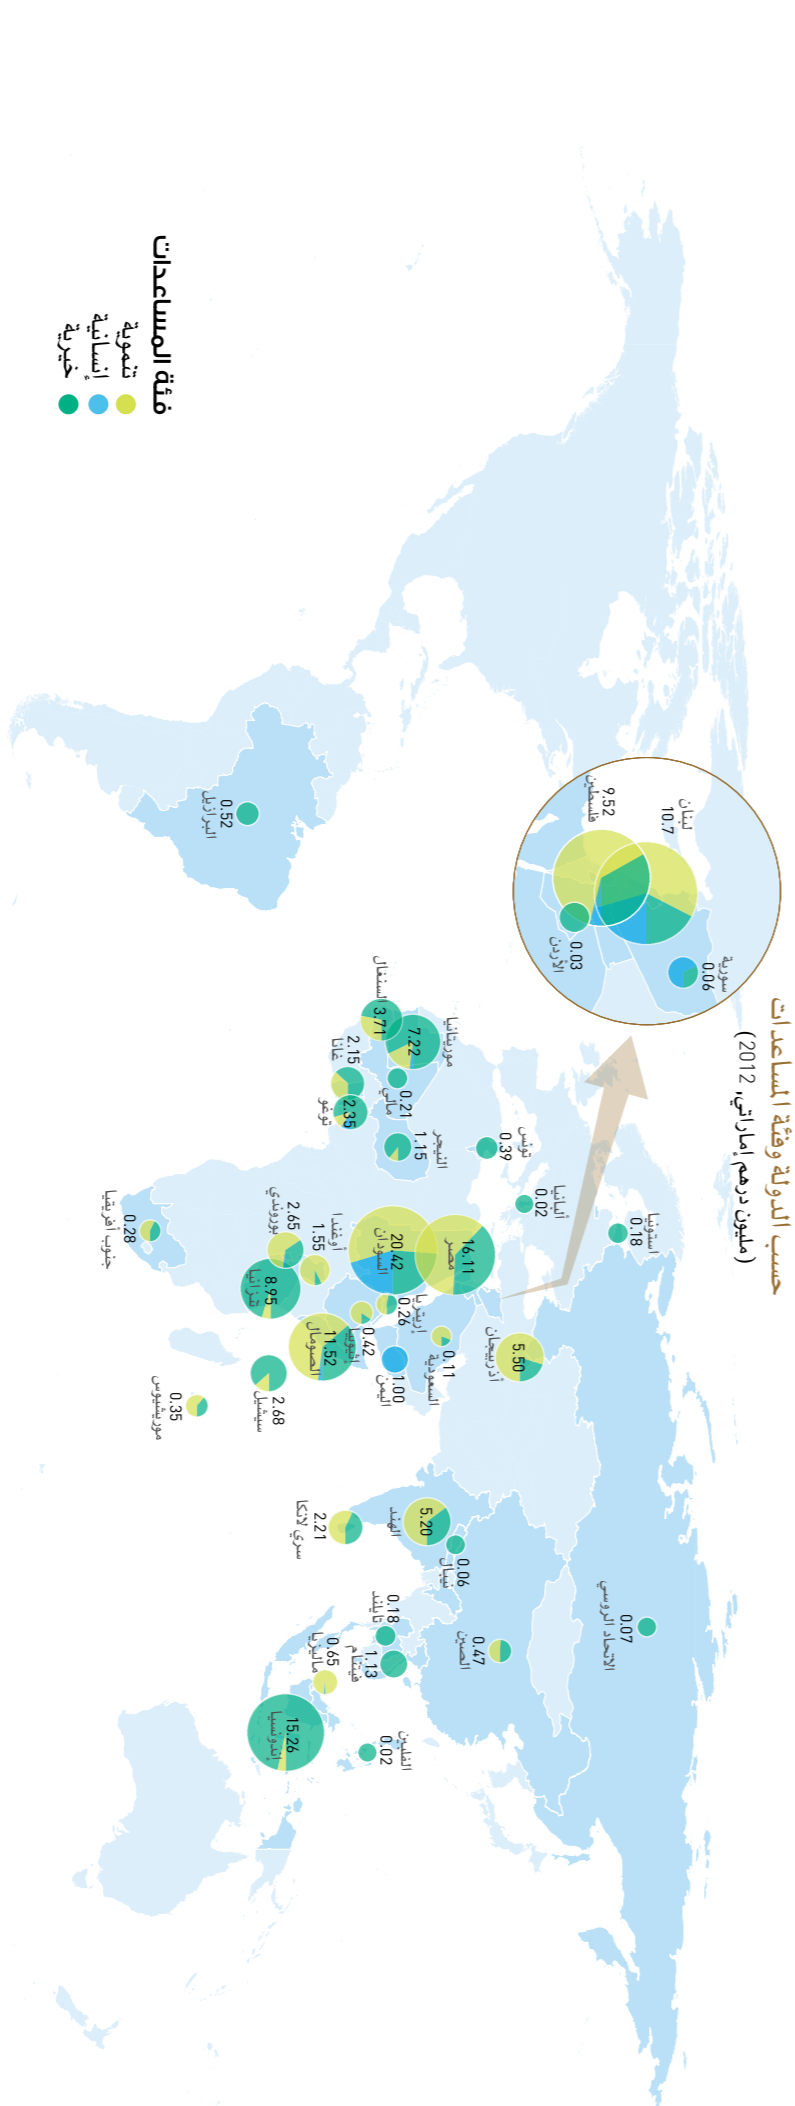 حسب الدولة وفئة المساعدات
(مليون درهم إماراتي, 2012)
سورية
0.06
لبنان
10.7
9.52
فلسطين
0.03
الأردن
استونيا
0.18
0.07
الاتحاد الروسي
ألبانيا
0.02
تونس
0.39
5.50
أذربيجان
0.47
الصين
موريتانيا
7.22
النيجر
1.15
16.11
مصر
0.11
السعودية
0.06
نيبال
5.20
الهند
السنغال
3.71
0.21
مالي
20.42
السودان
إريتريا
0.26
1.00
اليمن
0.18
تايلند
الفلبين
0.02
2.15
غانا
2.35
توغو
0.42
إثيوبيا
فيتنام
1.13
أوغندا
1.55
11.52
الصومال
2.21
سري لانكا
0.65
ماليزيا
2.65
بوروندي
8.95
تنزانيا
2.68
سيشيل
15.26
إندونسيا
0.52
البرازيل
0.35
موريشيوس
0.28
جنوب أفريقيا
فئة المساعدات
تنموية
إنسانية
خيرية